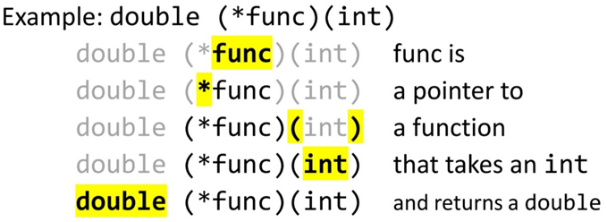 Example: double (*func)(int)
double (*func)(int) func is
double (*func)(int) a pointer to
double (*func)(int) a function
double (*func)(int) that takes an int
double (*func)(int) and returns a double